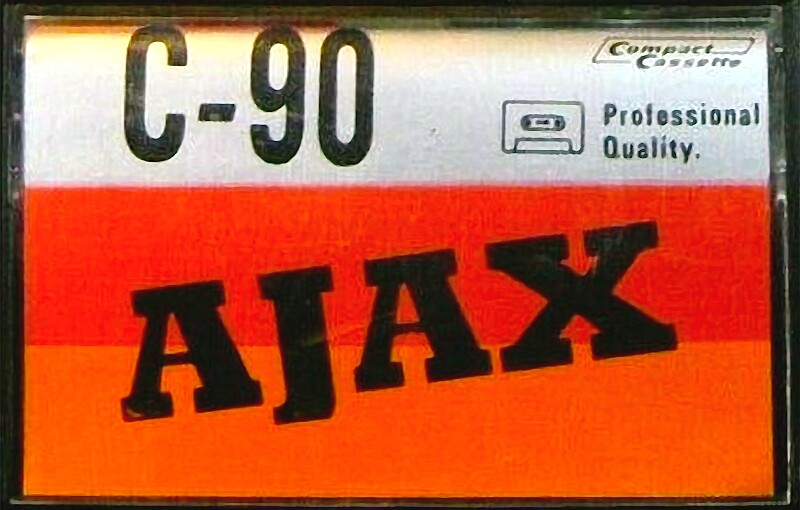 C-90
Compact
Cassette
Professional
Quality.
AJAX